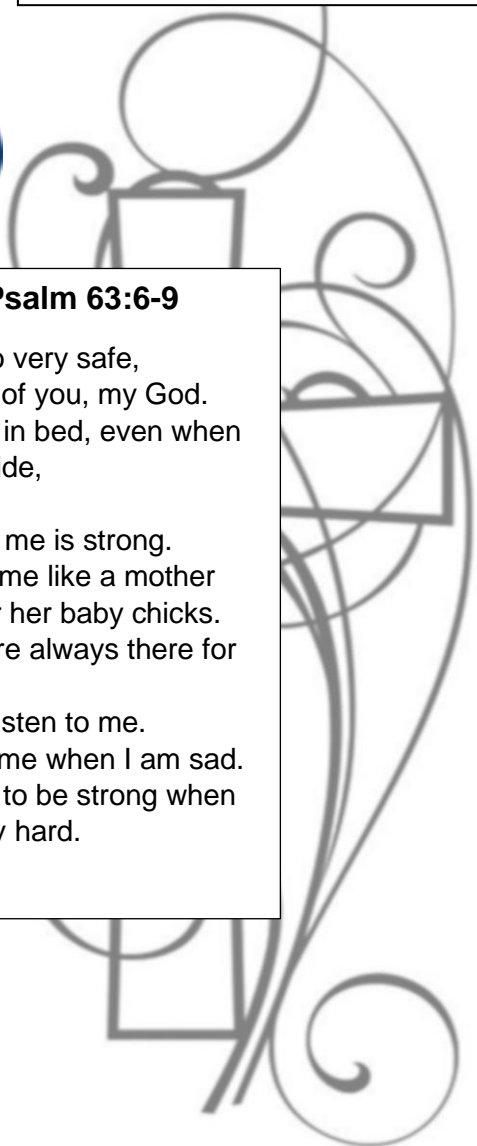 Psalm 63:6-9
very safe,
of you, my God.
in bed, even when
me is strong.
me like a mother
her baby chicks.
always there for
sten to me.
me when I am sad.
to be strong when
hard.